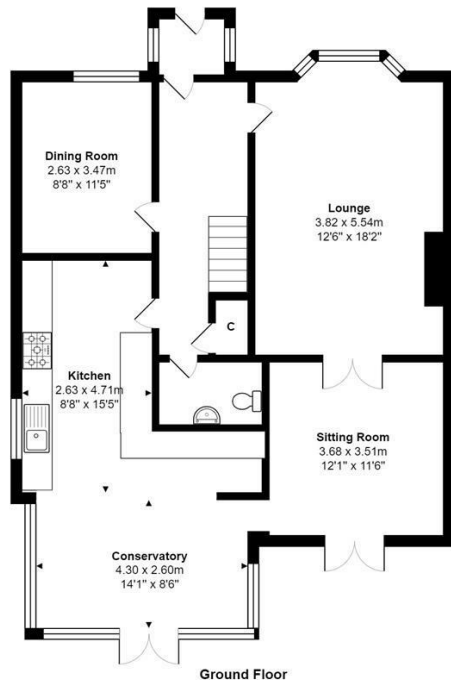 Dining Room
2.63 x 3.47m
8'8" x 11'5"
Lounge
3.82 x 5.54m
12'6" x 18'2"
C
Kitchen
2.63 x 4.71m
8'8" x 15'5"
Sitting Room
3.68 x 3.51m
12'1" x 11'6"
Conservatory
4.30 x 2.60m
14'1" x 8'6"
Ground Floor